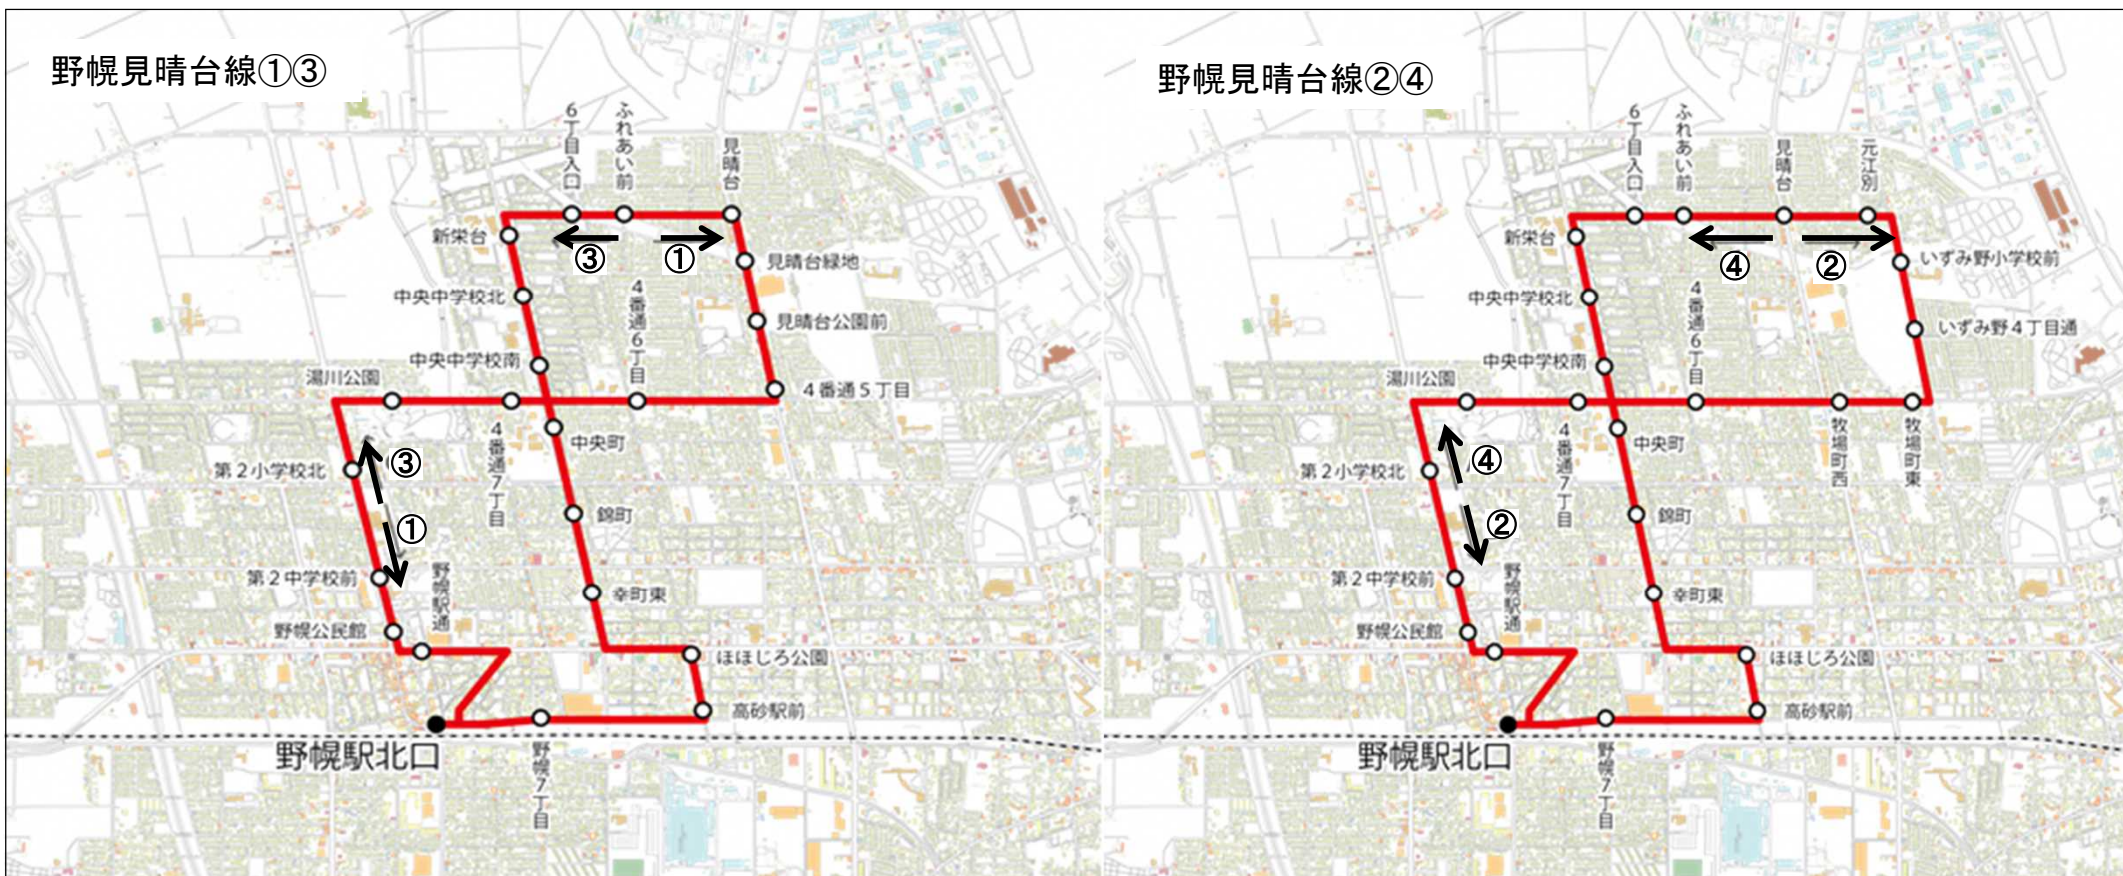 野幌見晴台線①③
6丁目入口
ふれあい前
見晴台
新栄台
③
①
見晴台緑地
中央中学校北
4番通6丁目
見晴台公園前
中央中学校南
湯川公園
4番通5丁目
4番通7丁目
中央町
第2小学校北
③
錦町
①
第2中学校前
野幌駅通
幸町東
野幌公民館
ほほじろ公園
高砂駅前
野幌駅北口
野幌7丁目
野幌見晴台線②④
6丁目入口
ふれあい前
見晴台
元江別
新栄台
④
②
いずみ野小学校前
中央中学校北
4番通6丁目
いずみ野4丁目通
中央中学校南
湯川公園
4番通7丁目
中央町
牧場町西
牧場町東
第2小学校北
④
錦町
②
第2中学校前
野幌駅通
幸町東
野幌公民館
ほほじろ公園
高砂駅前
野幌駅北口
野幌7丁目